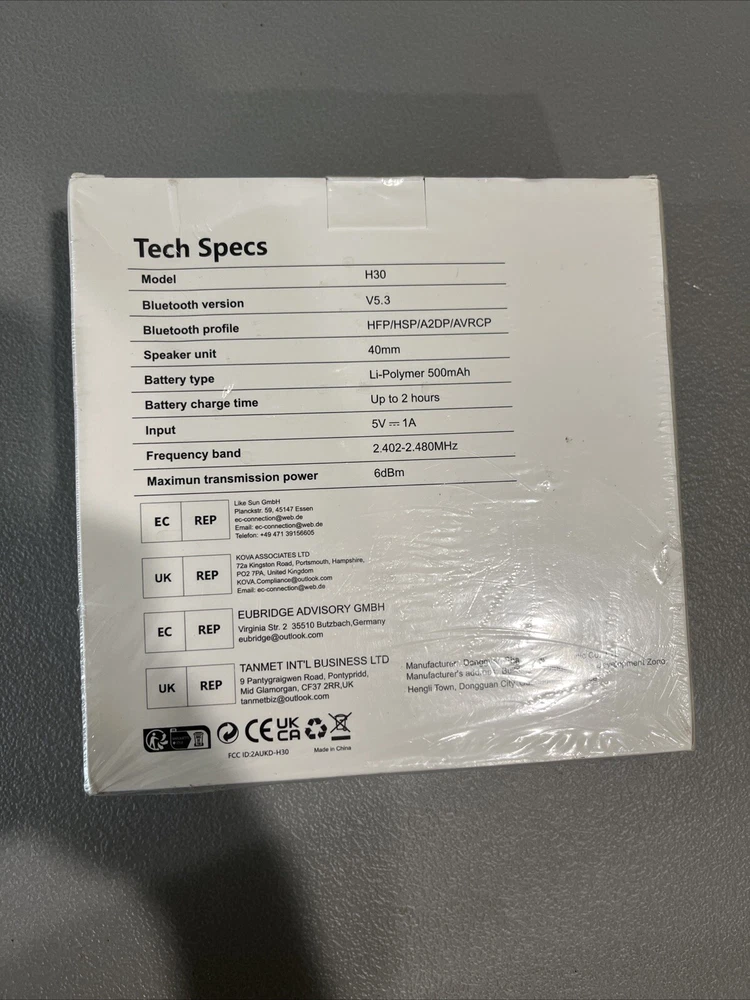 Tech Specs
Model H30
Bluetooth version V5.3
Bluetooth profile HFP/HSP/A2DP/AVRCP
Speaker unit 40mm
Battery type Li-Polymer 500mAh
Battery charge time Up to 2 hours
Input 5V ⎓ 1A
Frequency band 2.402-2.480MHz
Maximun transmission power 6dBm
EC REP
Like Sun GmbH
Planckstr. 59, 45147 Essen
ec-connection@web.de
Email: ec-connection@web.de
Telefon: +49 471 39156605
UK REP
KOVA ASSOCIATES LTD
72a Kingston Road, Portsmouth, Hampshire,
PO2 7PA, United Kingdom
KOVA.Compliance@outlook.com
Email: ec-connection@web.de
EC REP
EUBRIDGE ADVISORY GMBH
Virginia Str. 2 35510 Butzbach,Germany
eubridge@outlook.com
UK REP
TANMET INT'L BUSINESS LTD
9 Pantygraigwen Road, Pontypridd,
Mid Glamorgan, CF37 2RR,UK
tanmetbiz@outlook.com
Manufacturer
Manufacturer's Zone,
Hengli Town, Dongguan City
CE UK CA
FCC ID:2AUKD-H30
Made in China